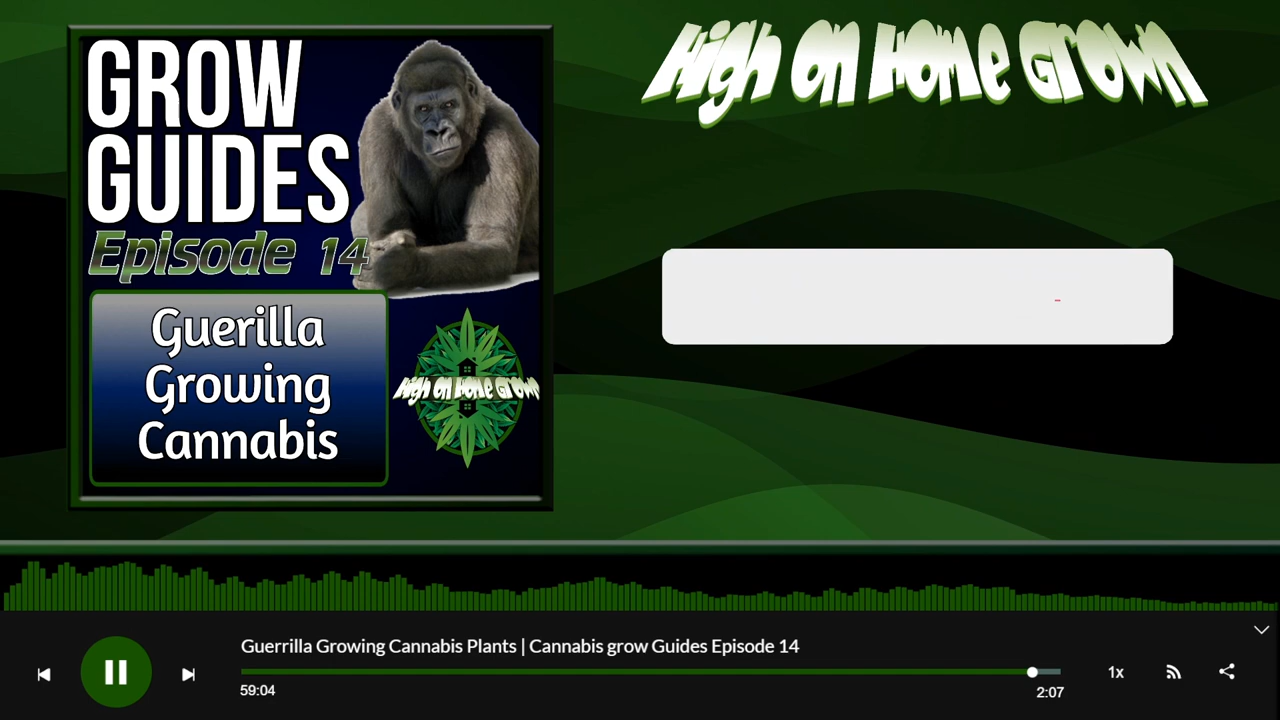 GROW
GUIDES
Episode 14
Guerilla
Growing
Cannabis
High on Home Grown
High on Home Grown
Guerrilla Growing Cannabis Plants | Cannabis grow Guides Episode 14
59:04
2:07
1x